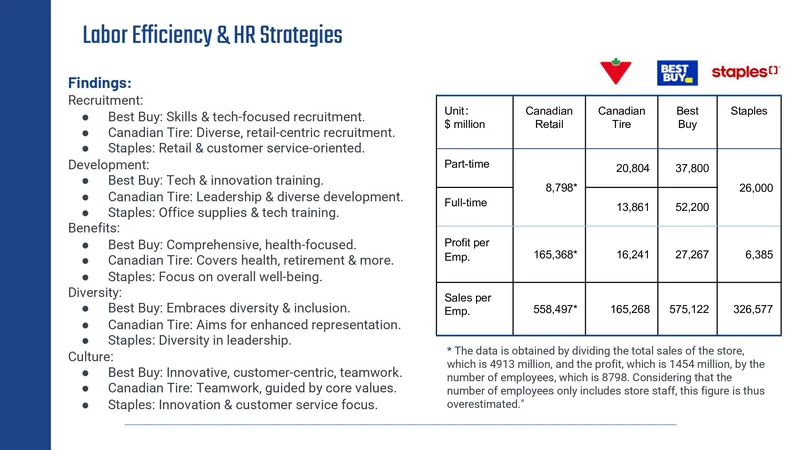 Labor Efficiency & HR Strategies
Findings:
Recruitment:
● Best Buy: Skills & tech-focused recruitment.
● Canadian Tire: Diverse, retail-centric recruitment.
● Staples: Retail & customer service-oriented.
Development:
● Best Buy: Tech & innovation training.
● Canadian Tire: Leadership & diverse development.
● Staples: Office supplies & tech training.
Benefits:
● Best Buy: Comprehensive, health-focused.
● Canadian Tire: Covers health, retirement & more.
● Staples: Focus on overall well-being.
Diversity:
● Best Buy: Embraces diversity & inclusion.
● Canadian Tire: Aims for enhanced representation.
● Staples: Diversity in leadership.
Culture:
● Best Buy: Innovative, customer-centric, teamwork.
● Canadian Tire: Teamwork, guided by core values.
● Staples: Innovation & customer service focus.
BEST
BUY
staples
Unit: Canadian Canadian Best Staples
$ million Retail Tire Buy
Part-time 20,804 37,800
8,798* 26,000
Full-time 13,861 52,200
Profit per
Emp. 165,368* 16,241 27,267 6,385
Sales per
Emp. 558,497* 165,268 575,122 326,577
* The data is obtained by dividing the total sales of the store,
which is 4913 million, and the profit, which is 1454 million, by the
number of employees, which is 8798. Considering that the
number of employees only includes store staff, this figure is thus
overestimated."